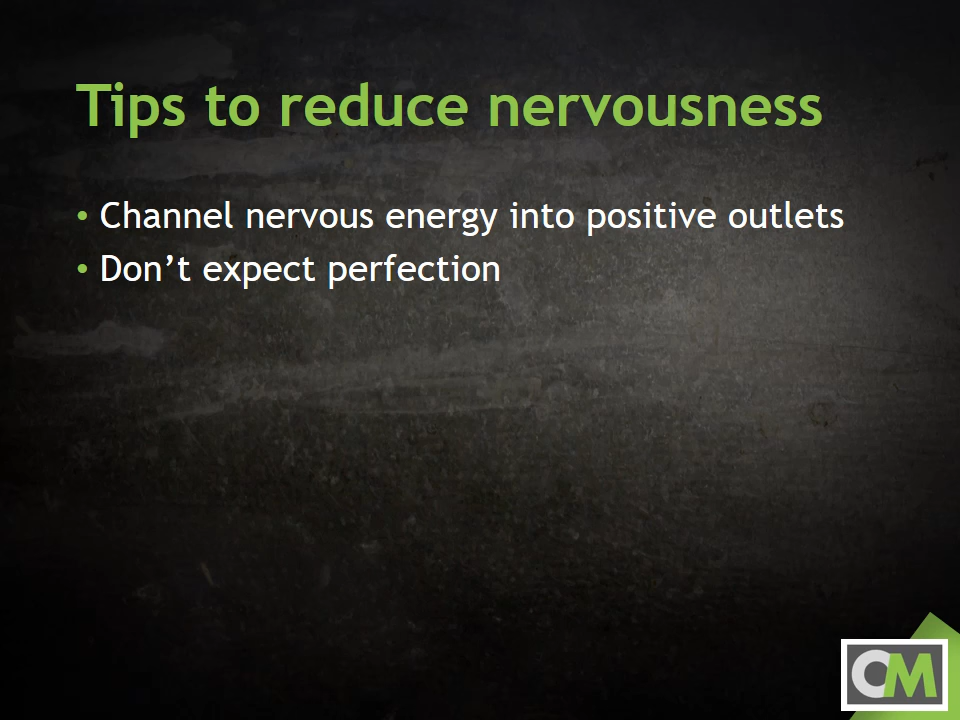 Tips to reduce nervousness
• Channel nervous energy into positive outlets
• Don’t expect perfection
CM